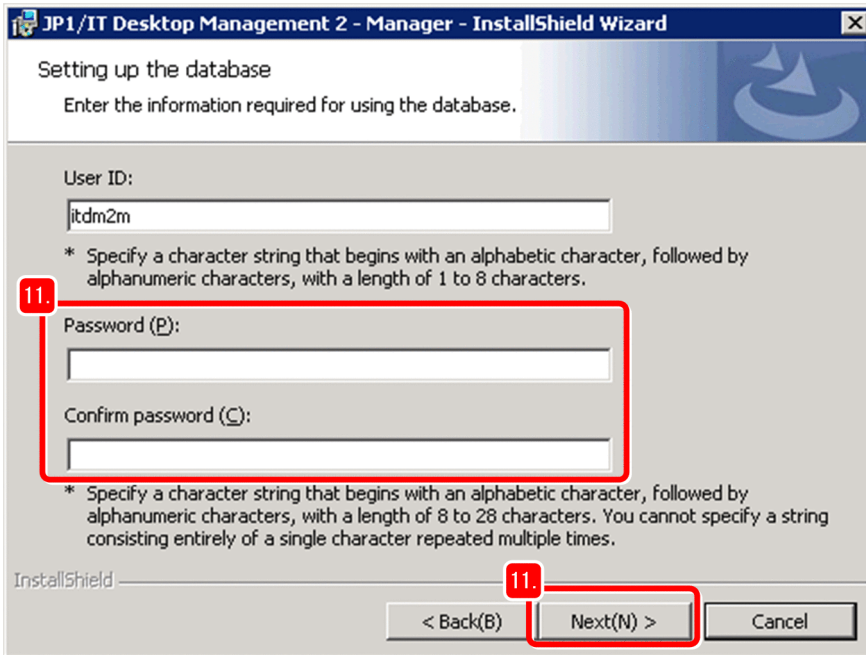 JP1/IT Desktop Management 2 - Manager - InstallShield Wizard
Setting up the database
Enter the information required for using the database.
User ID:
itdm2m
* Specify a character string that begins with an alphabetic character, followed by
alphanumeric characters, with a length of 1 to 8 characters.
11.
Password (P):
Confirm password (C):
* Specify a character string that begins with an alphabetic character, followed by
alphanumeric characters, with a length of 8 to 28 characters. You cannot specify a string
consisting entirely of a single character repeated multiple times.
InstallShield
11.
< Back(B)
Next(N) >
Cancel